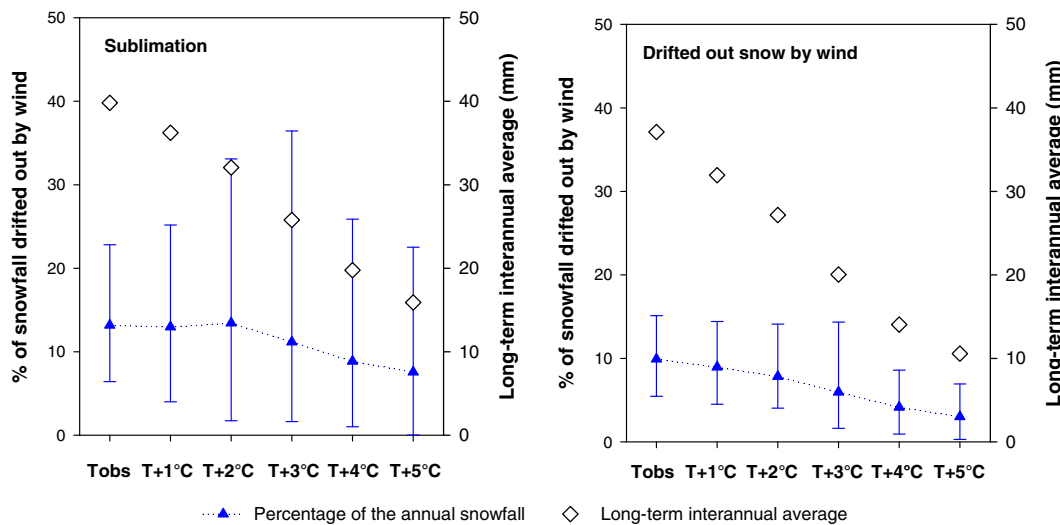 Sublimation
% of snowfall drifted out by wind
50
40
30
20
10
0
50
40
30
20
10
0
Long-term interannual average (mm)
Tobs T+1°C T+2°C T+3°C T+4°C T+5°C
Drifted out snow by wind
% of snowfall drifted out by wind
50
40
30
20
10
0
50
40
30
20
10
0
Long-term interannual average (mm)
Tobs T+1°C T+2°C T+3°C T+4°C T+5°C
Percentage of the annual snowfall
Long-term interannual average